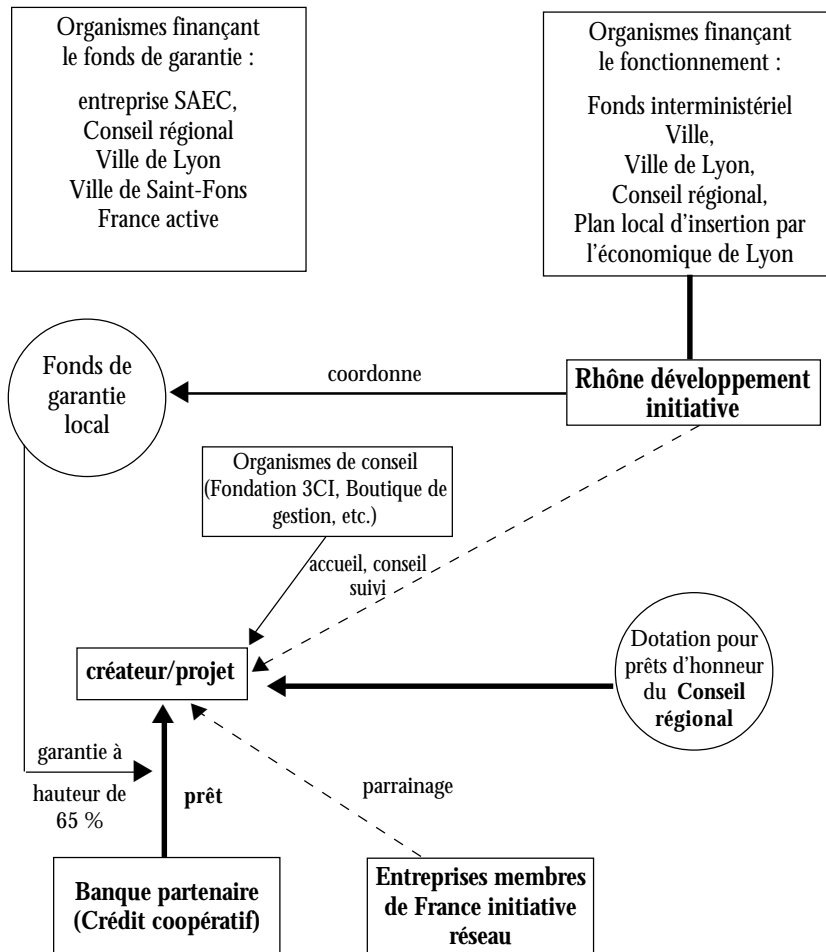 Organismes finançant
le fonds de garantie :
entreprise SAEC,
Conseil régional
Ville de Lyon
Ville de Saint-Fons
France active
Organismes finançant
le fonctionnement :
Fonds interministériel
Ville,
Ville de Lyon,
Conseil régional,
Plan local d'insertion par
l'économique de Lyon
Fonds de
garantie
local
coordonne
Rhône développement
initiative
Organismes de conseil
(Fondation 3CI, Boutique de
gestion, etc.)
accueil, conseil
suivi
créateur/projet
Dotation pour
prêts d'honneur
du Conseil
régional
garantie à
hauteur de
65 %
prêt
parrainage
Banque partenaire
(Crédit coopératif)
Entreprises membres
de France initiative
réseau